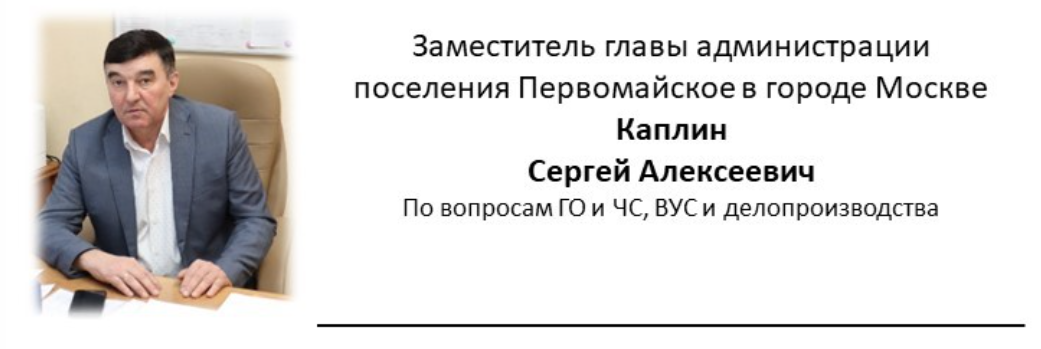 Заместитель главы администрации
поселения Первомайское в городе Москве
Каплин
Сергей Алексеевич
По вопросам ГО и ЧС, ВУС и делопроизводства